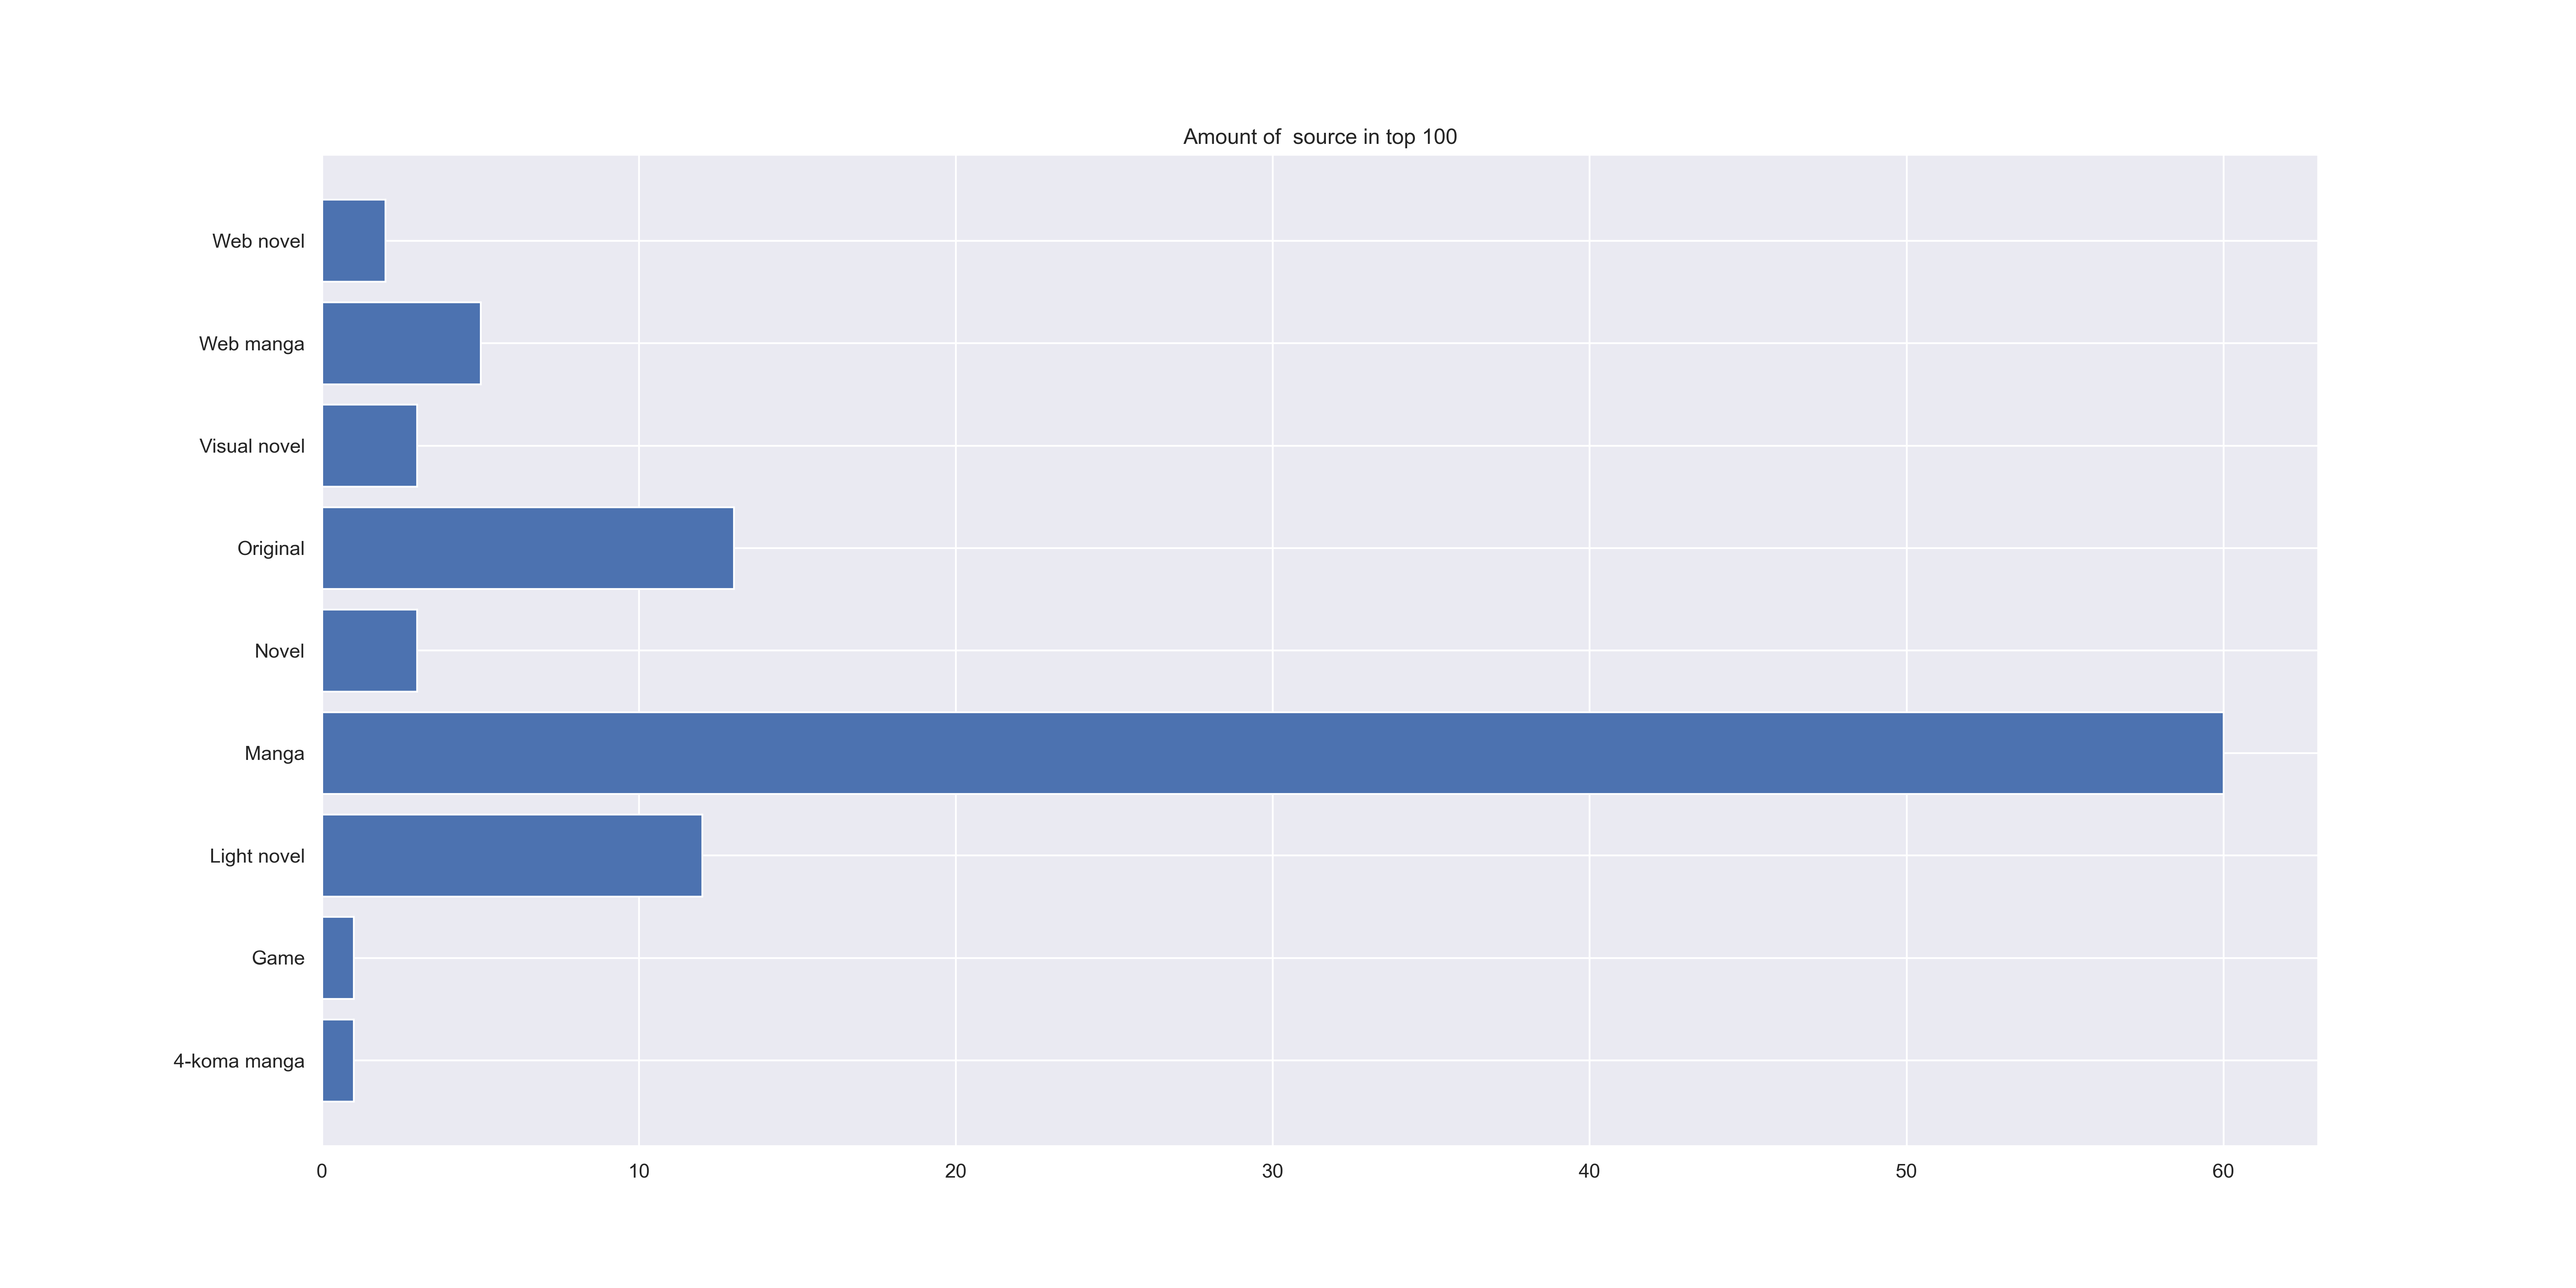 Amount of  source in top 100
Web novel
Web manga
Visual novel
Original
Novel
Manga
Light novel
Game
4-koma manga
0 10 20 30 40 50 60